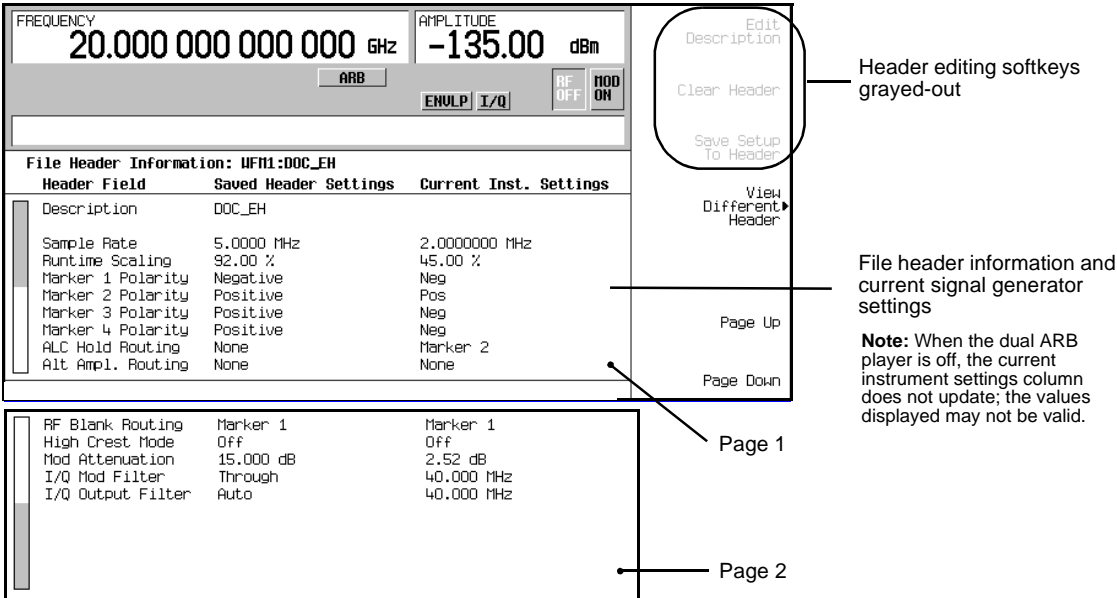 FREQUENCY
20.000 000 000 000 GHz
AMPLITUDE
-135.00 dBm
ARB
ENVLP I/Q
RF OFF
MOD ON
File Header Information: WFM1:DOC_EH
Header Field Saved Header Settings Current Inst. Settings
Description DOC_EH
Sample Rate 5.0000 MHz 2.0000000 MHz
Runtime Scaling 92.00 % 45.00 %
Marker 1 Polarity Negative Neg
Marker 2 Polarity Positive Pos
Marker 3 Polarity Positive Neg
Marker 4 Polarity Positive Neg
ALC Hold Routing None Marker 2
Alt Ampl. Routing None None
Edit
Description
Clear Header
Save Setup
To Header
View
Different
Header
Page Up
Page Down
RF Blank Routing Marker 1 Marker 1
High Crest Mode Off Off
Mod Attenuation 15.000 dB 2.52 dB
I/Q Mod Filter Through 40.000 MHz
I/Q Output Filter Auto 40.000 MHz
Header editing softkeys
grayed-out
File header information and
current signal generator
settings
Note: When the dual ARB
player is off, the current
instrument settings column
does not update; the values
displayed may not be valid.
Page 1
Page 2